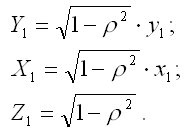 Y₁ = √(1 − ρ²) · y₁ ;
X₁ = √(1 − ρ²) · x₁ ;
Z₁ = √(1 − ρ²) .